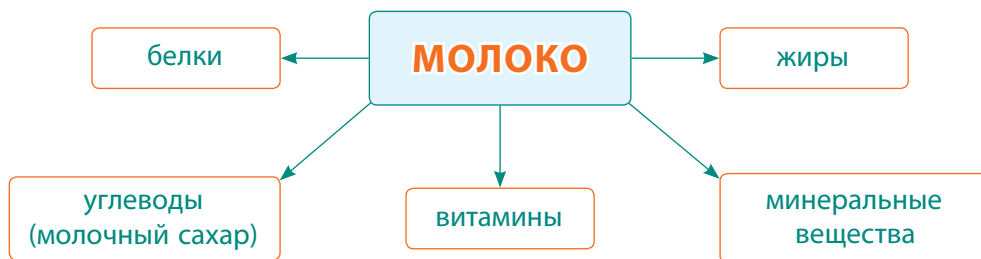 белки
МОЛОКО
жиры
углеводы
(молочный сахар)
витамины
минеральные
вещества